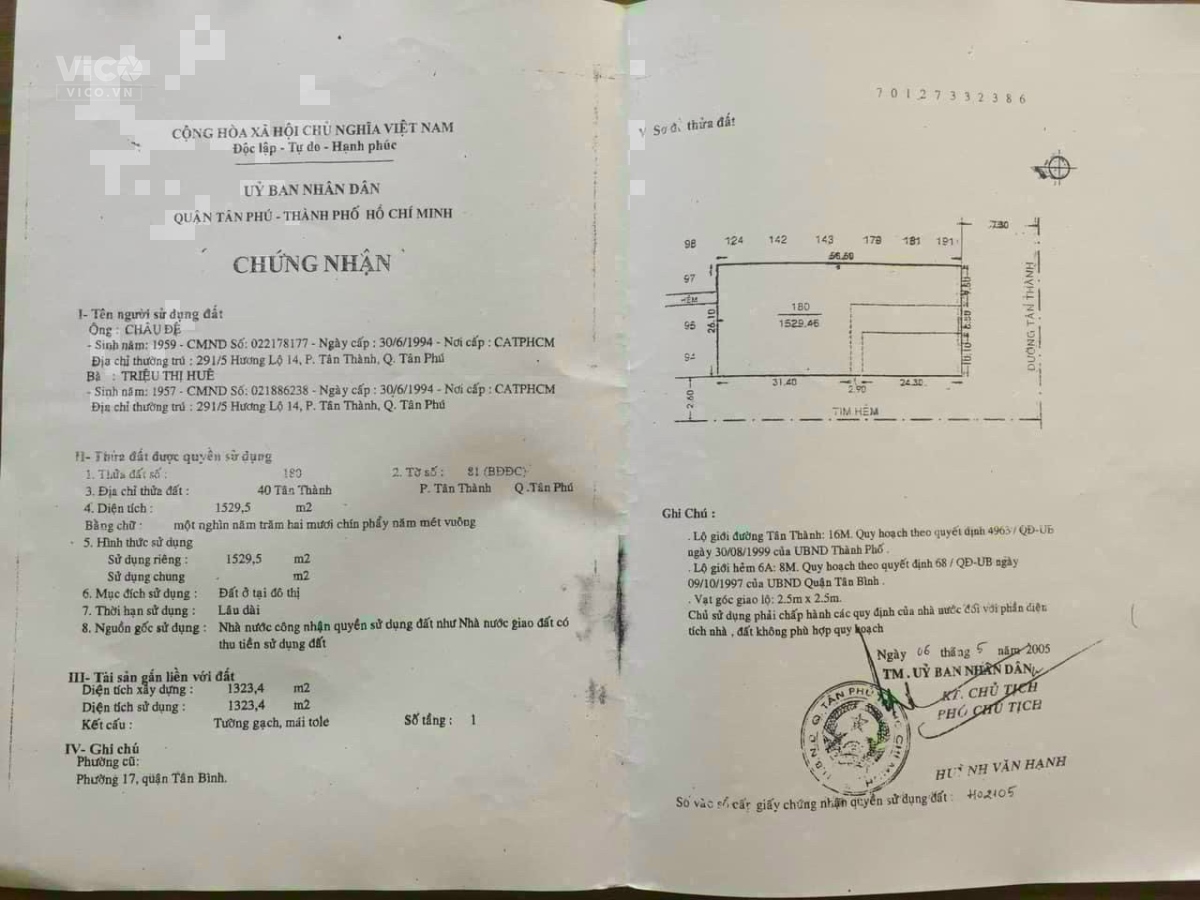 ViCO
VICO.VN
CỘNG HÒA XÃ HỘI CHỦ NGHĨA VIỆT NAM
Độc lập - Tự do - Hạnh phúc
UỶ BAN NHÂN DÂN
QUẬN TÂN PHÚ - THÀNH PHỐ HỒ CHÍ MINH
CHỨNG NHẬN
I- Tên người sử dụng đất
Ông : CHÂU ĐỆ
- Sinh năm: 1959 - CMND Số: 022178177 - Ngày cấp : 30/6/1994 - Nơi cấp : CATPHCM
Địa chỉ thường trú : 291/5 Hương Lộ 14, P. Tân Thành, Q. Tân Phú
Bà : TRIỆU THỊ HUÊ
- Sinh năm: 1957 - CMND Số: 021886238 - Ngày cấp : 30/6/1994 - Nơi cấp : CATPHCM
Địa chỉ thường trú : 291/5 Hương Lộ 14, P. Tân Thành, Q. Tân Phú
II- Thửa đất được quyền sử dụng
1. Thửa đất số : 180 2. Tờ số : 81 (BĐĐC)
3. Địa chỉ thửa đất : 40 Tân Thành P. Tân Thành Q .Tân Phú
4. Diện tích : 1529,5 m2
Bằng chữ : một nghìn năm trăm hai mươi chín phẩy năm mét vuông
5. Hình thức sử dụng
Sử dụng riêng : 1529,5 m2
Sử dụng chung m2
6. Mục đích sử dụng : Đất ở tại đô thị
7. Thời hạn sử dụng : Lâu dài
8. Nguồn gốc sử dụng : Nhà nước công nhận quyền sử dụng đất như Nhà nước giao đất có
thu tiền sử dụng đất
III- Tài sản gắn liền với đất
Diện tích xây dựng : 1323,4 m2
Diện tích sử dụng : 1323,4 m2
Kết cấu : Tường gạch, mái tole Số tầng : 1
IV- Ghi chú
Phường cũ:
Phường 17, quận Tân Bình.
70127332386
V Sơ đồ thửa đất
98 124 142 143 179 181 191
7.30
56.60
97
HẺM
95
94
26.10
180
1529.46
10.10
31.40
2.90
24.30
2.60
TIM HẺM
ĐƯỜNG TÂN THÀNH
Ghi Chú :
. Lộ giới đường Tân Thành: 16M. Quy hoạch theo quyết định 4963 / QĐ-UB
ngày 30/08/1999 của UBND Thành Phố .
. Lộ giới hẻm 6A: 8M. Quy hoạch theo quyết định 68 / QĐ-UB ngày
09/10/1997 của UBND Quận Tân Bình .
. Vạt góc giao lộ: 2.5m x 2.5m.
Chủ sử dụng phải chấp hành các quy định của nhà nước đối với phần diện
tích nhà , đất không phù hợp quy hoạch
Ngày 06 tháng 5 năm 2005
TM . UỶ BAN NHÂN DÂN
KT. CHỦ TỊCH
PHÓ CHỦ TỊCH
HUỲNH VĂN HẠNH
Số vào sổ cấp giấy chứng nhận quyền sử dụng đất : H02105